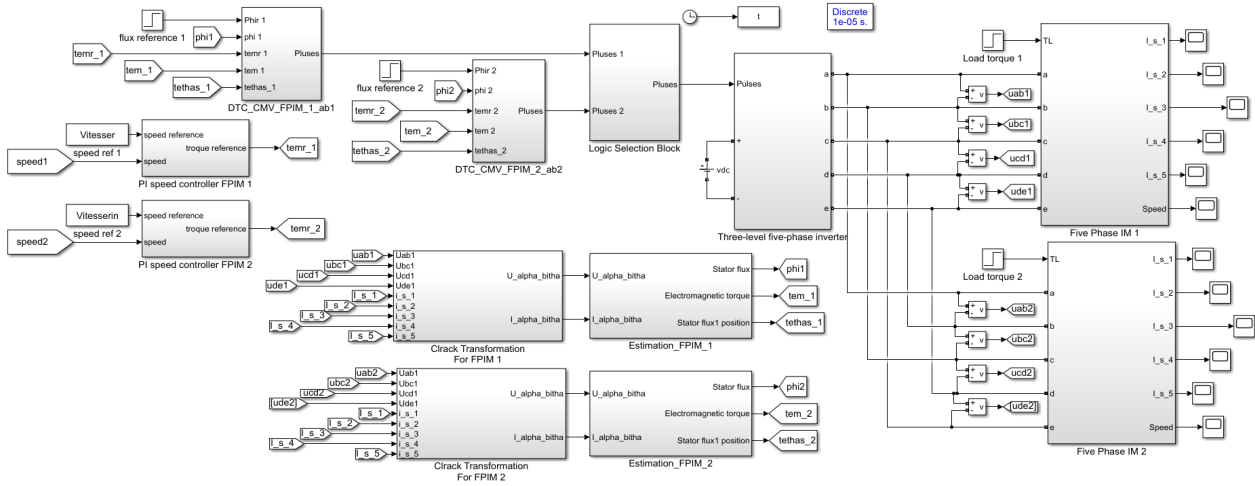 Phir 1
flux reference 1
phi1
phi 1
temr_1
temr 1
Pluses
tem_1
tem 1
tethas_1
tethas_1
DTC_CMV_FPIM_1_ab1
Phir 2
flux reference 2
phi2
phi 2
temr_2
temr 2
Pluses
tem_2
tem 2
tethas_2
tethas_2
DTC_CMV_FPIM_2_ab2
Pluses 1
Pluses
Pluses 2
Logic Selection Block
t
Discrete
1e-05 s.
Vitesser
speed reference
speed ref 1
troque reference
temr_1
speed1
speed
PI speed controller FPIM 1
Vitesserin
speed reference
speed ref 2
troque reference
temr_2
speed2
speed
PI speed controller FPIM 2
Pulses
+
vdc
-
a
b
c
d
e
Three-level five-phase inverter
Load torque 1
TL
a
b
c
d
e
+
-
v
uab1
+
-
v
ubc1
+
-
v
ucd1
+
-
v
ude1
I_s_1
I_s_2
I_s_3
I_s_4
I_s_5
Speed
Five Phase IM 1
Load torque 2
TL
a
b
c
d
e
+
-
v
uab2
+
-
v
ubc2
+
-
v
ucd2
+
-
v
[ude2]
I_s_1
I_s_2
I_s_3
I_s_4
I_s_5
Speed
Five Phase IM 2
uab1
ubc1
ucd1
ude1
I_s_1
I_s_2
I_s_3
I_s_4
I_s_5
Uab1
Ubc1
Ucd1
Ude1
i_s_1
i_s_2
i_s_3
i_s_4
i_s_5
U_alpha_bitha
I_alpha_bitha
Clrack Transformation
For FPIM 1
U_alpha_bitha
I_alpha_bitha
Stator flux
Electromagnetic torque
Stator flux1 position
phi1
tem_1
tethas_1
Estimation_FPIM_1
uab2
ubc2
ucd2
[ude2]
I_s_1
I_s_2
I_s_3
I_s_4
I_s_5
Uab1
Ubc1
Ucd1
Ude1
i_s_1
i_s_2
i_s_3
i_s_4
i_s_5
U_alpha_bitha
I_alpha_bitha
Clrack Transformation
For FPIM 2
U_alpha_bitha
I_alpha_bitha
Stator flux
Electromagnetic torque
Stator flux1 position
phi2
tem_2
tethas_2
Estimation_FPIM_2